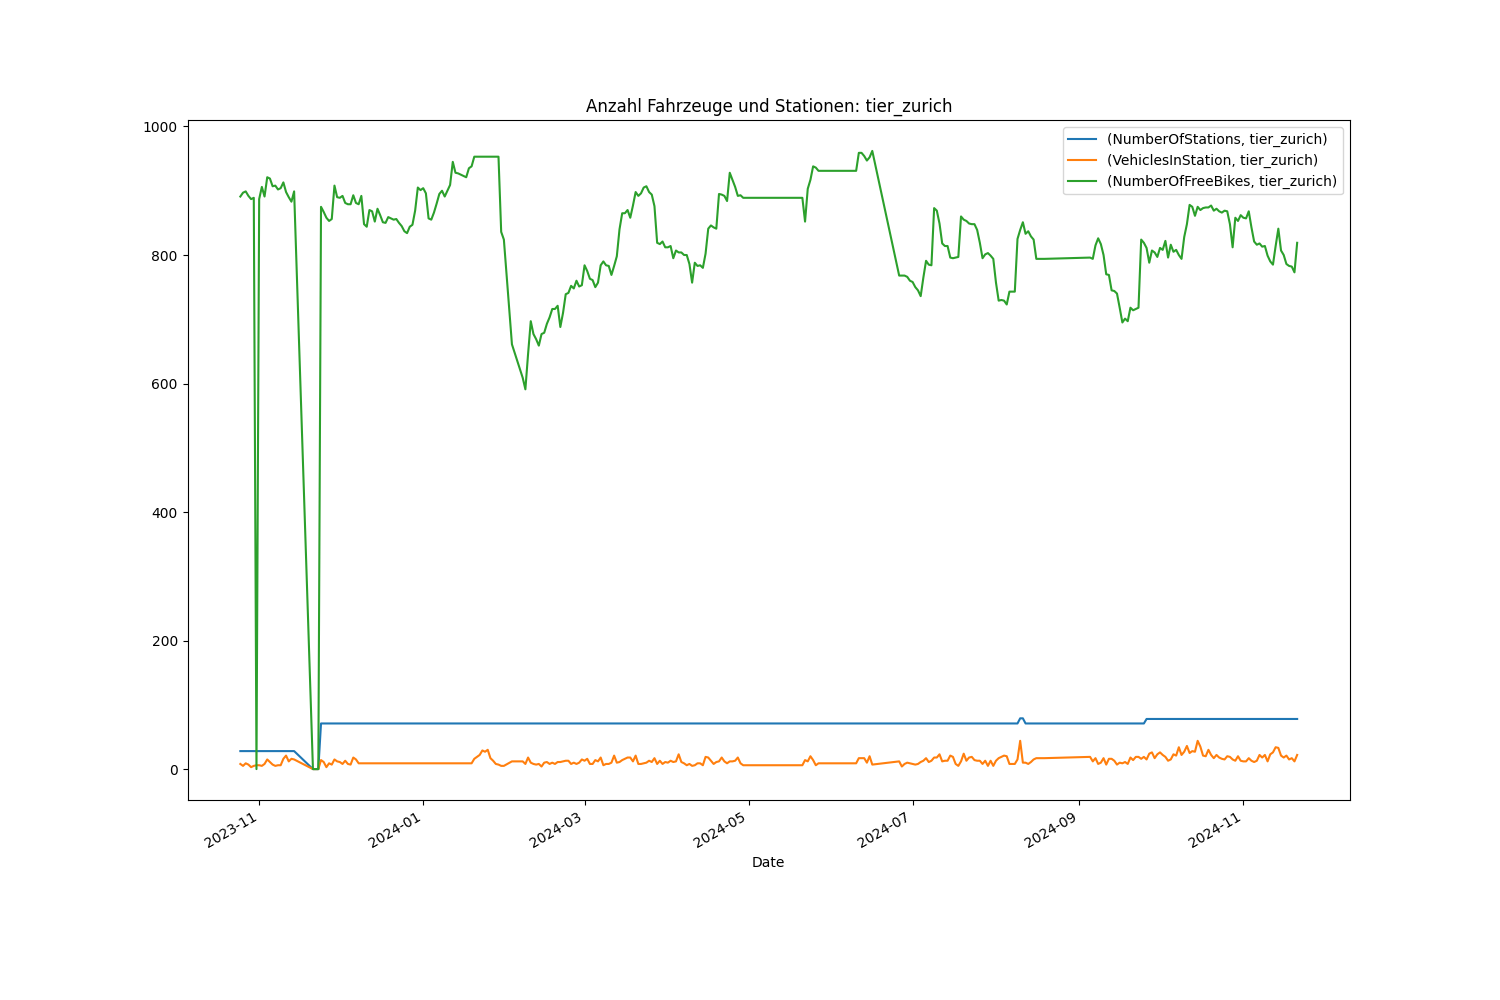 Anzahl Fahrzeuge und Stationen: tier_zurich
(NumberOfStations, tier_zurich)
(VehiclesInStation, tier_zurich)
(NumberOfFreeBikes, tier_zurich)
1000
800
600
400
200
0
2023-11
2024-01
2024-03
2024-05
2024-07
2024-09
2024-11
Date